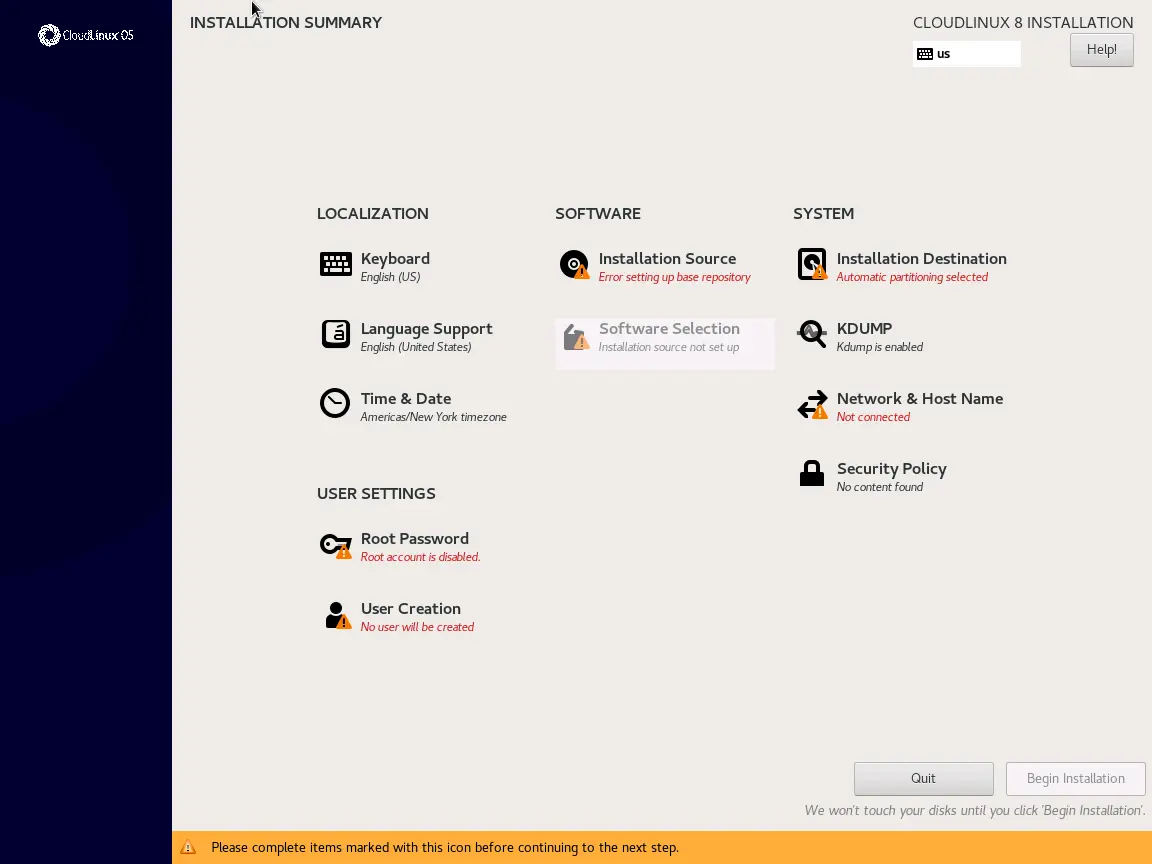 CloudLinux OS
INSTALLATION SUMMARY
CLOUDLINUX 8 INSTALLATION
us
Help!
LOCALIZATION
Keyboard
English (US)
Language Support
English (United States)
Time & Date
Americas/New York timezone
USER SETTINGS
Root Password
Root account is disabled.
User Creation
No user will be created
SOFTWARE
Installation Source
Error setting up base repository
Software Selection
Installation source not set up
SYSTEM
Installation Destination
Automatic partitioning selected
KDUMP
Kdump is enabled
Network & Host Name
Not connected
Security Policy
No content found
Quit
Begin Installation
We won't touch your disks until you click 'Begin Installation'.
Please complete items marked with this icon before continuing to the next step.